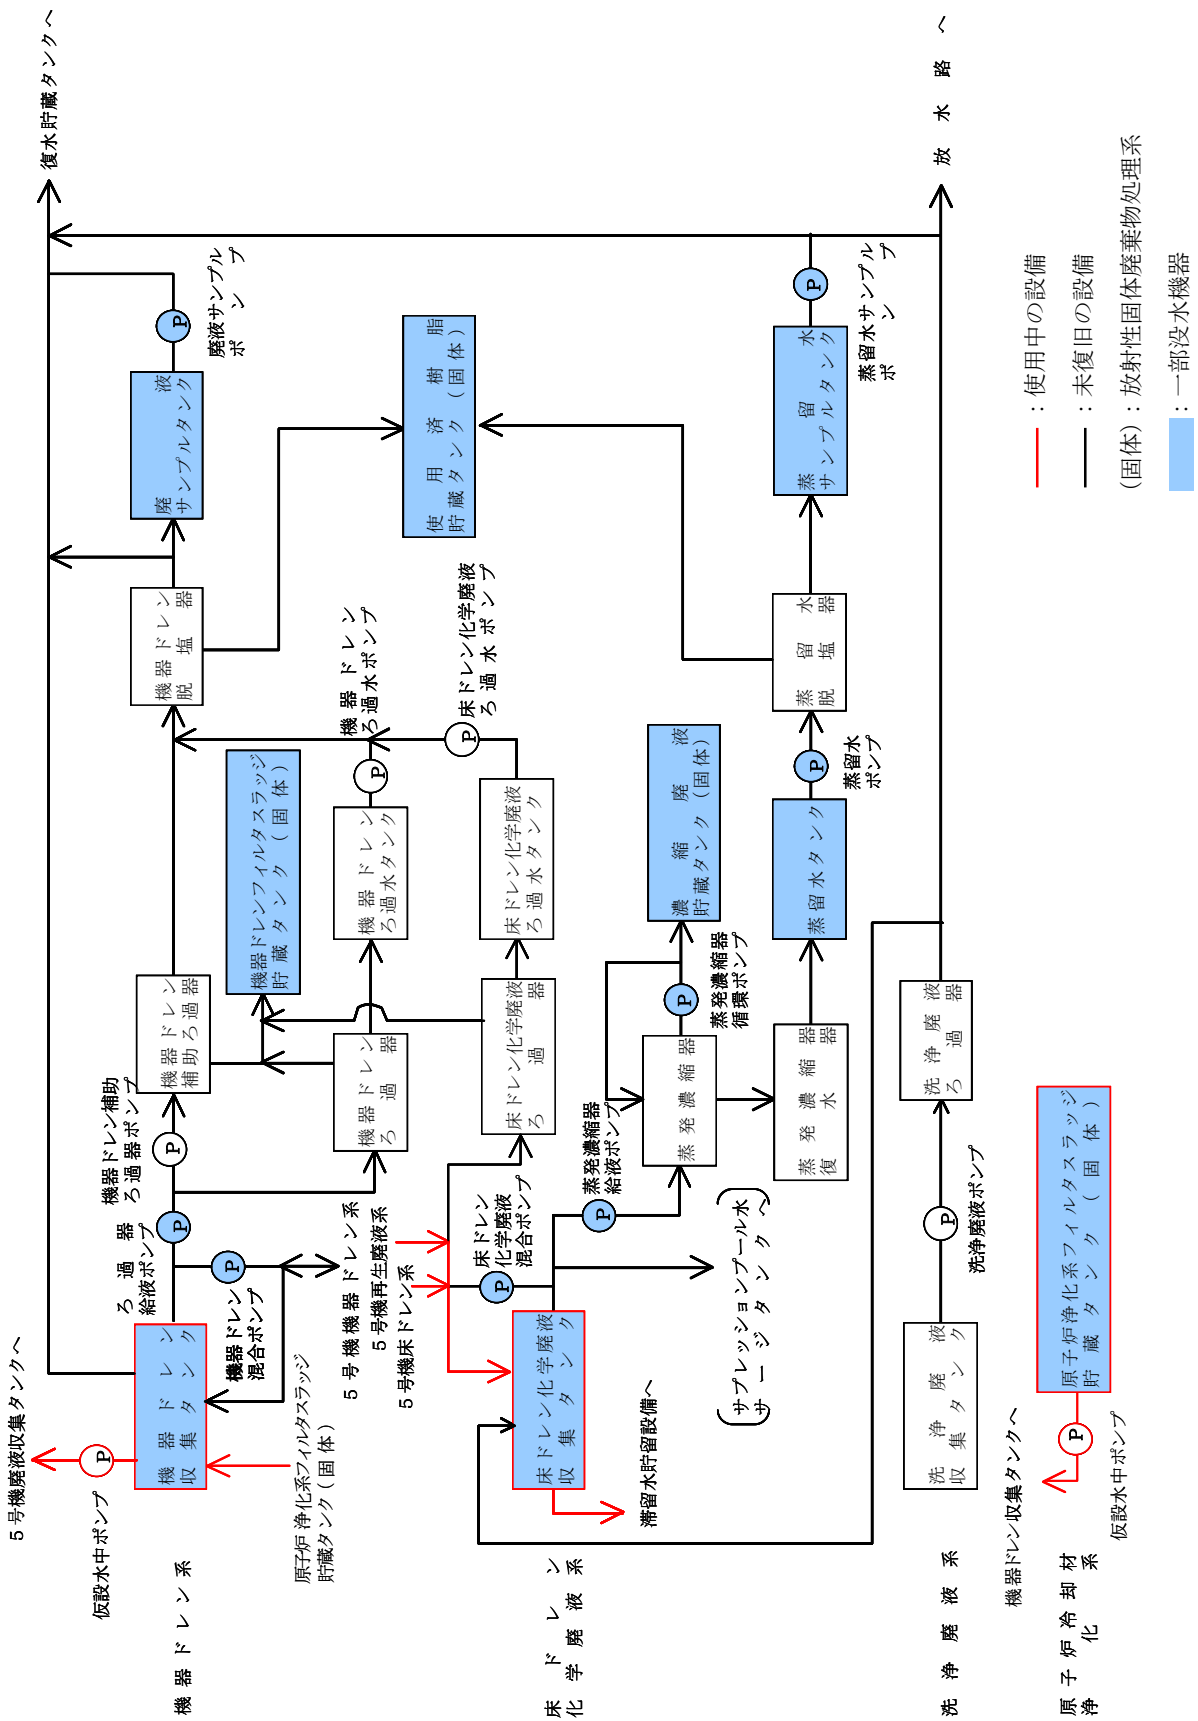 機器ドレン系
仮設水中ポンプ
P
5号機廃液収集タンクへ
機器ドレン
収集タンク
原子炉浄化系フィルタスラッジ
貯蔵タンク(固体)
ろ過器
給液ポンプ
P
機器ドレン
混合ポンプ
P
5号機機器ドレン系
機器ドレン補助
ろ過器ポンプ
P
機器ドレン
補助ろ過器
機器ドレン
ろ過器
機器ドレンフィルタスラッジ
貯蔵タンク(固体)
機器ドレン
ろ過水タンク
P
機器ドレン
ろ過水ポンプ
機器ドレン
脱塩器
廃液
サンプルタンク
P
廃液サンプル
ポンプ
復水貯蔵タンクへ
使用済樹脂
貯蔵タンク(固体)
床ドレン
化学廃液系
5号機再生廃液系
5号機床ドレン系
床ドレン化学廃液
収集タンク
滞留水貯留設備へ
床ドレン
化学廃液
混合ポンプ
P
床ドレン化学廃液
ろ過器
床ドレン化学廃液
ろ過水タンク
P
床ドレン化学廃液
ろ過水ポンプ
(サプレッションプール水
サージタンクへ)
蒸発濃縮器
給液ポンプ
P
蒸発濃縮器
P
蒸発濃縮器
循環ポンプ
濃縮廃液
貯蔵タンク(固体)
蒸発濃縮器
復水器
蒸留水タンク
P
蒸留水
ポンプ
蒸留水
脱塩器
蒸留水
サンプルタンク
P
蒸留水サンプル
ポンプ
洗浄廃液系
洗浄廃液
収集タンク
P
洗浄廃液ポンプ
洗浄廃液
ろ過器
放水路へ
原子炉冷却材
浄化系
機器ドレン収集タンクへ
P
仮設水中ポンプ
原子炉浄化系フィルタスラッジ
貯蔵タンク(固体)
:使用中の設備
:未復旧の設備
(固体):放射性固体廃棄物処理系
:一部没水機器